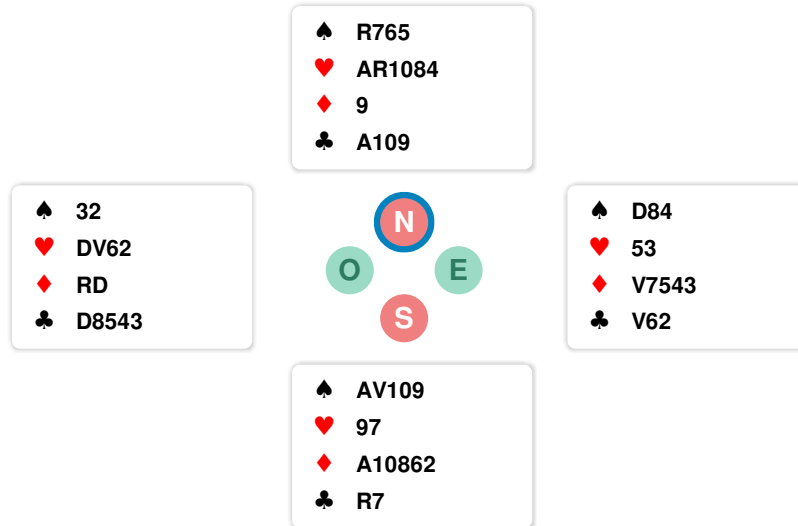 ♠ R765
♥ AR1084
♦ 9
♣ A109
♠ 32
♥ DV62
♦ RD
♣ D8543
N
O E
S
♠ D84
♥ 53
♦ V7543
♣ V62
♠ AV109
♥ 97
♦ A10862
♣ R7